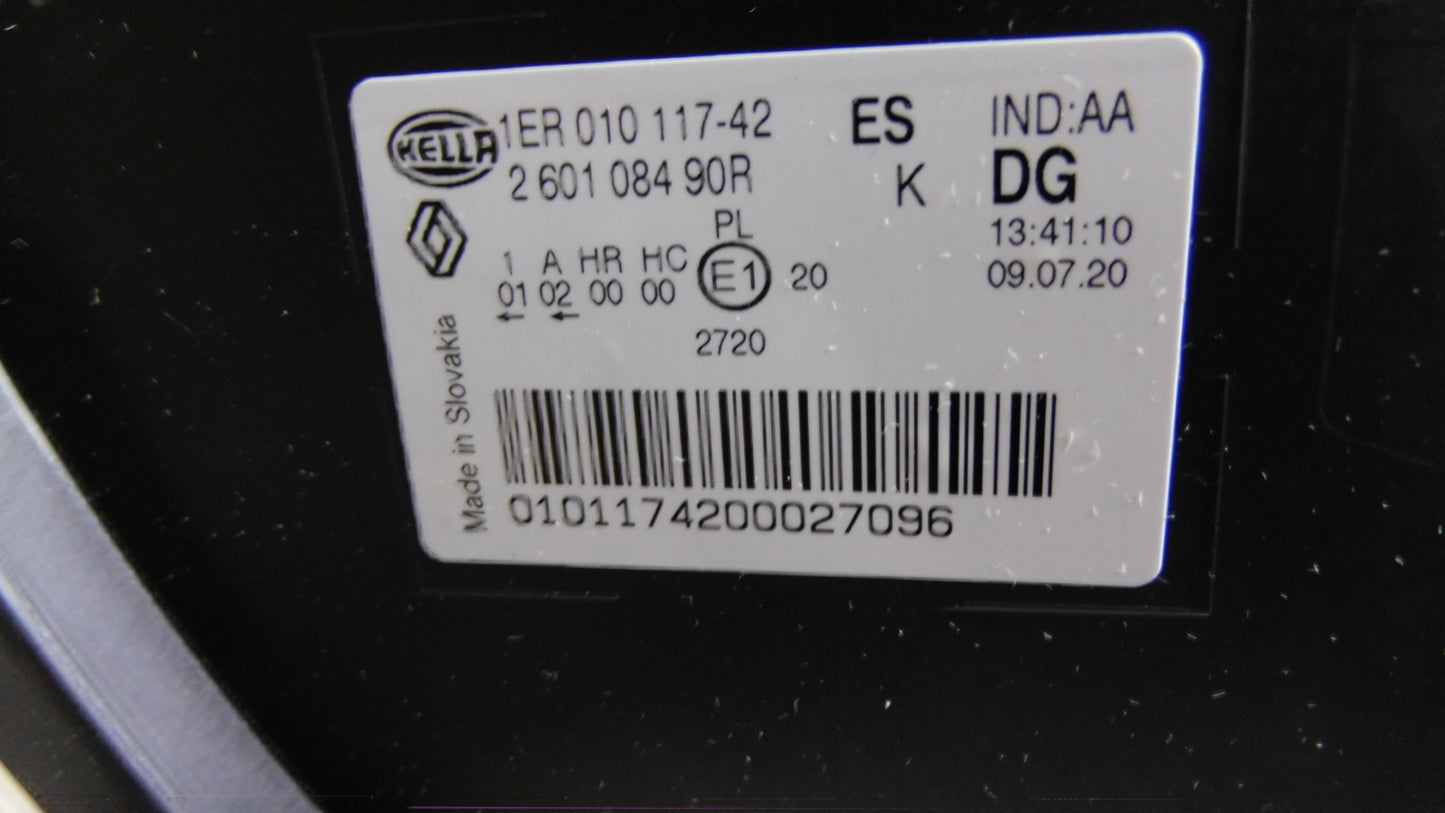 HELLA 1ER 010 117-42 ES IND:AA
2 601 084 90R K DG
PL 13:41:10
1 A HR HC E1 20 09.07.20
01 02 00 00
2720
Made in Slovakia
0101174200027096